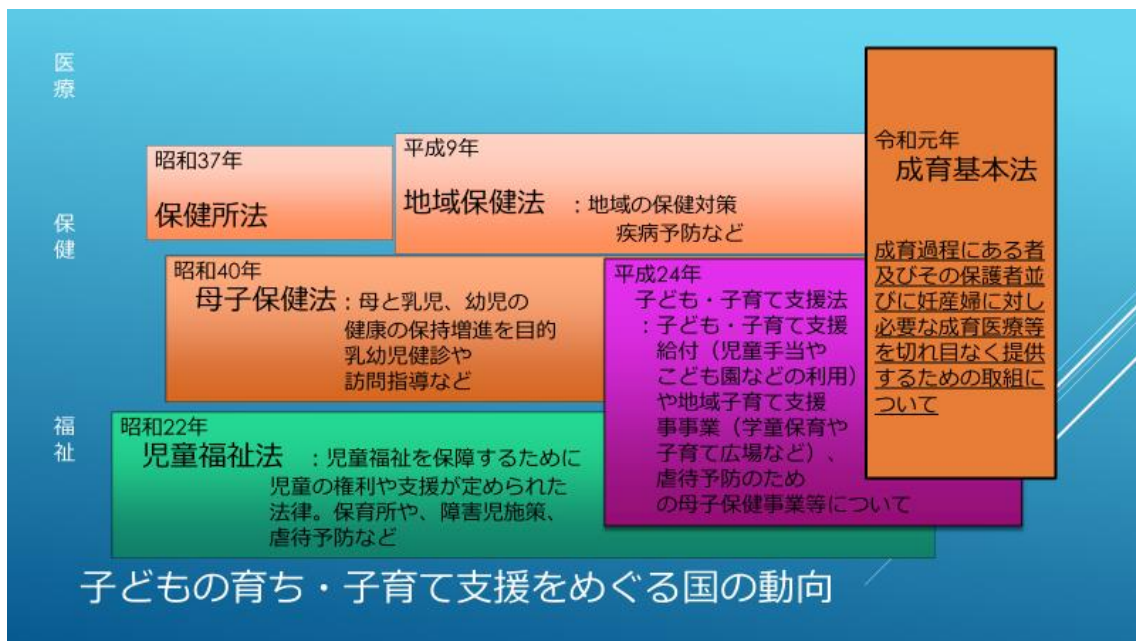 医療
保健
福祉
昭和37年
保健所法
平成9年
地域保健法 :地域の保健対策
疾病予防など
昭和40年
母子保健法:母と乳児、幼児の
健康の保持増進を目的
乳幼児健診や
訪問指導など
平成24年
子ども・子育て支援法
:子ども・子育て支援
給付(児童手当や
こども園などの利用)
や地域子育て支援
事事業(学童保育や
子育て広場など)、
虐待予防のため
の母子保健事業等について
昭和22年
児童福祉法 :児童福祉を保障するために
児童の権利や支援が定められた
法律。保育所や、障害児施策、
虐待予防など
令和元年
成育基本法
成育過程にある者
及びその保護者並
びに妊産婦に対し
必要な成育医療等
を切れ目なく提供
するための取組に
ついて
子どもの育ち・子育て支援をめぐる国の動向